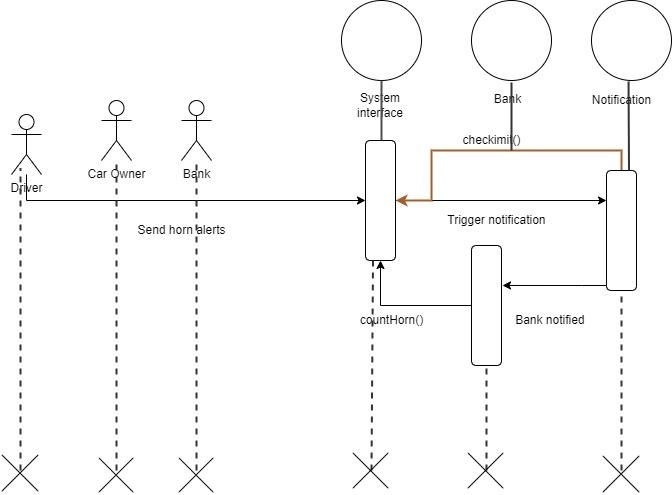 System
interface
Bank
Notification
checkimit()
Driver
Car Owner
Bank
Send horn alerts
Trigger notification
countHorn()
Bank notified